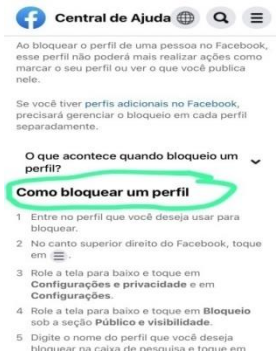 Central de Ajuda
Ao bloquear o perfil de uma pessoa no Facebook,
esse perfil não poderá mais realizar ações como
marcar o seu perfil ou ver o que você publica
nele.
Se você tiver perfis adicionais no Facebook,
precisará gerenciar o bloqueio em cada perfil
separadamente.
O que acontece quando bloqueio um
perfil?
Como bloquear um perfil
1 Entre no perfil que você deseja usar para
bloquear.
2 No canto superior direito do Facebook, toque
em
3 Role a tela para baixo e toque em
Configurações e privacidade e em
Configurações.
4 Role a tela para baixo e toque em Bloqueio
sob a seção Público e visibilidade.
5 Digite o nome do perfil que você deseja
bloquear na caixa de pesquisa e toque em